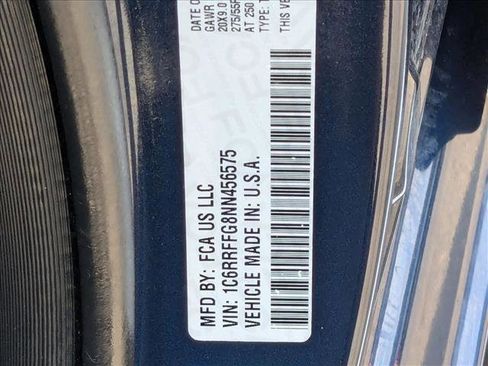 MFD BY: FCA US LLC
VIN: 1C6RRFFG8NN456575
VEHICLE MADE IN: U.S.A.
DATE O
GAWR
20X9.0
275/55R
AT 250
TYPE:
THIS VE